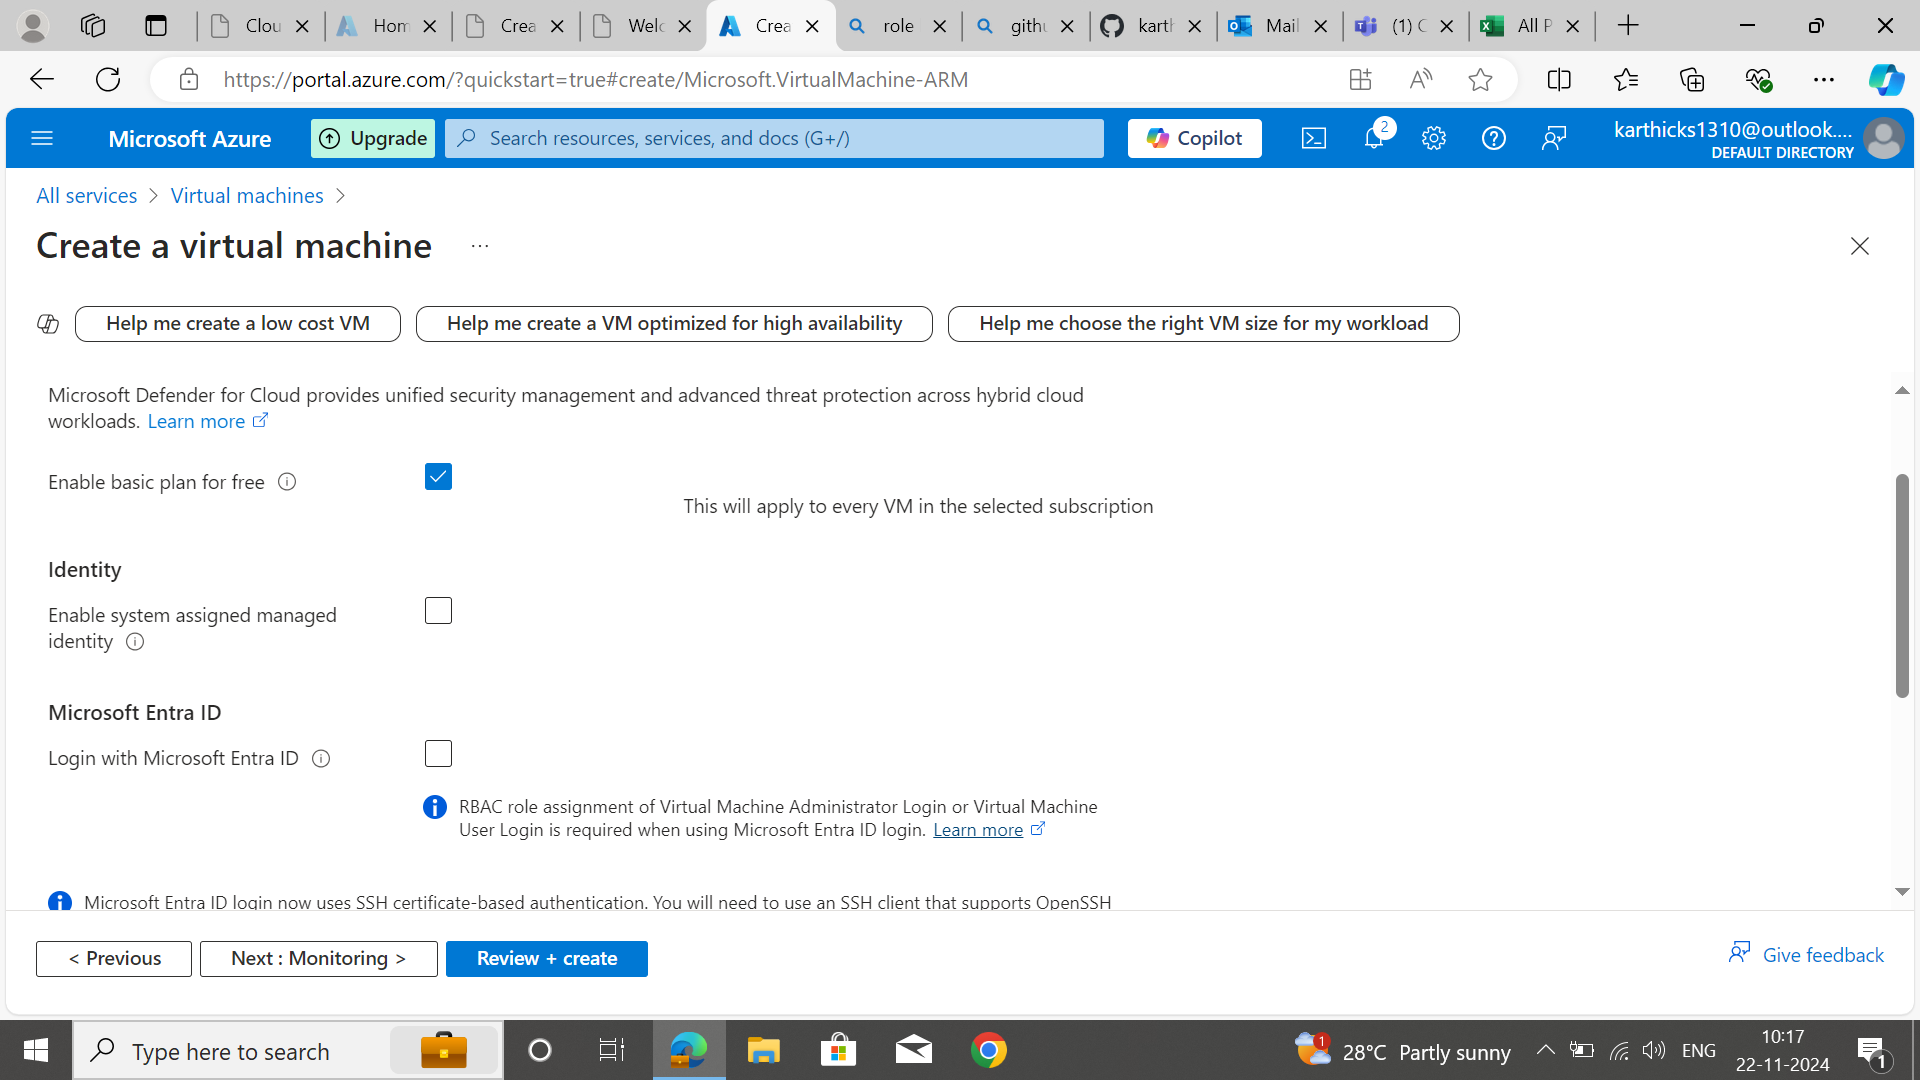 Clou
Hom
Crea
Welc
Crea
role
githu
karth
Mail
(1) C
All P
https://portal.azure.com/?quickstart=true#create/Microsoft.VirtualMachine-ARM
Microsoft Azure
Upgrade
Search resources, services, and docs (G+/)
Copilot
2
karthicks1310@outlook....
DEFAULT DIRECTORY
All services > Virtual machines >
Create a virtual machine ...
Help me create a low cost VM
Help me create a VM optimized for high availability
Help me choose the right VM size for my workload
Microsoft Defender for Cloud provides unified security management and advanced threat protection across hybrid cloud
workloads. Learn more
Enable basic plan for free
This will apply to every VM in the selected subscription
Identity
Enable system assigned managed
identity
Microsoft Entra ID
Login with Microsoft Entra ID
RBAC role assignment of Virtual Machine Administrator Login or Virtual Machine
User Login is required when using Microsoft Entra ID login. Learn more
Microsoft Entra ID login now uses SSH certificate-based authentication. You will need to use an SSH client that supports OpenSSH
< Previous
Next : Monitoring >
Review + create
Give feedback
Type here to search
1
28°C Partly sunny
ENG
10:17
22-11-2024
1